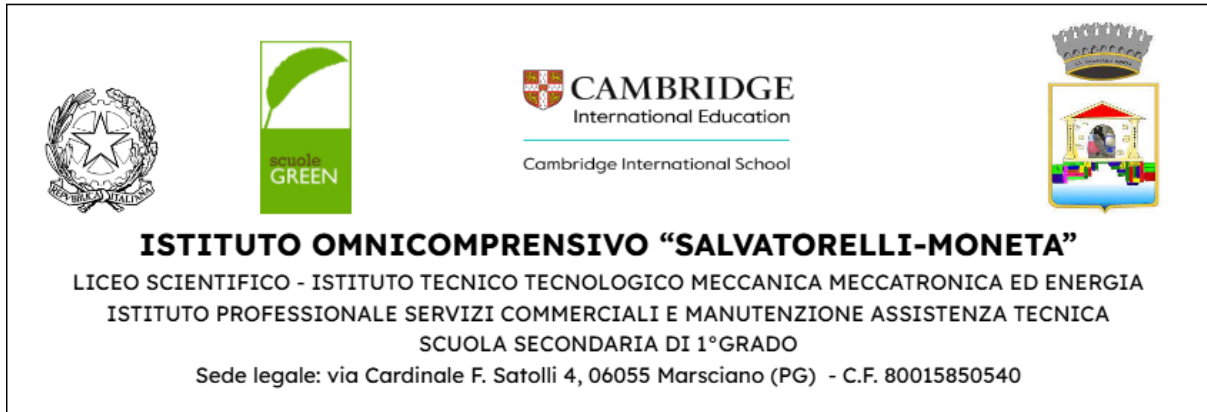 REPVBBLICA ITALIANA
scuole
GREEN
CAMBRIDGE
International Education
Cambridge International School
ISTITUTO OMNICOMPRENSIVO “SALVATORELLI-MONETA”
LICEO SCIENTIFICO - ISTITUTO TECNICO TECNOLOGICO MECCANICA MECCATRONICA ED ENERGIA
ISTITUTO PROFESSIONALE SERVIZI COMMERCIALI E MANUTENZIONE ASSISTENZA TECNICA
SCUOLA SECONDARIA DI 1°GRADO
Sede legale: via Cardinale F. Satolli 4, 06055 Marsciano (PG) - C.F. 80015850540